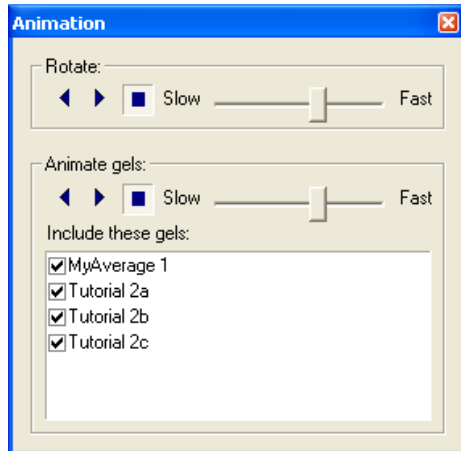 Animation
Rotate:
Slow Fast
Animate gels:
Slow Fast
Include these gels:
MyAverage 1
Tutorial 2a
Tutorial 2b
Tutorial 2c